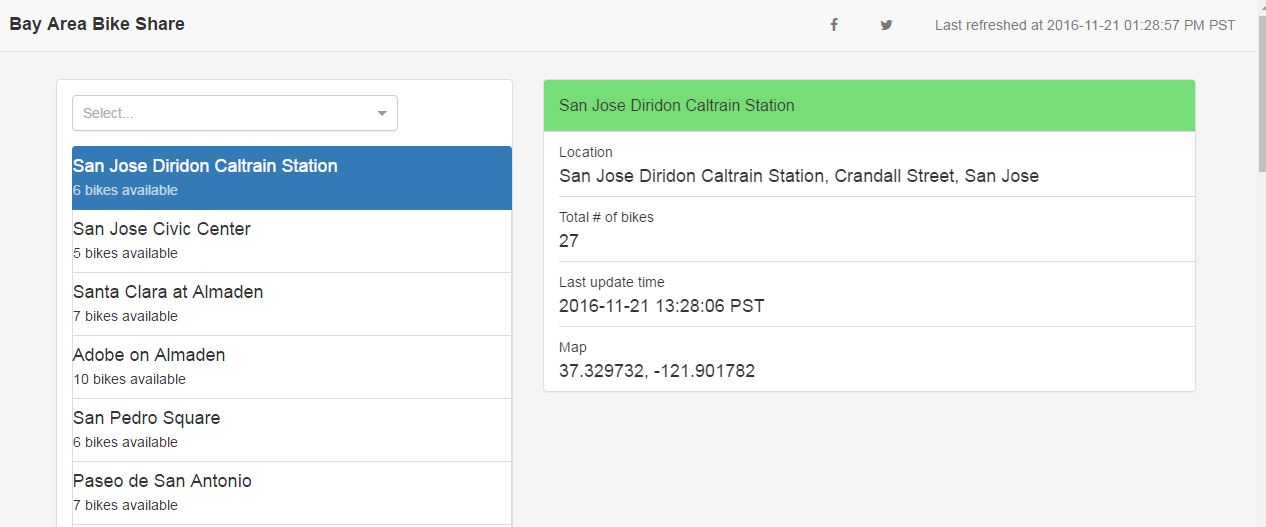 Bay Area Bike Share
Last refreshed at 2016-11-21 01:28:57 PM PST
Select...
San Jose Diridon Caltrain Station
6 bikes available
San Jose Civic Center
5 bikes available
Santa Clara at Almaden
7 bikes available
Adobe on Almaden
10 bikes available
San Pedro Square
6 bikes available
Paseo de San Antonio
7 bikes available
San Jose Diridon Caltrain Station
Location
San Jose Diridon Caltrain Station, Crandall Street, San Jose
Total # of bikes
27
Last update time
2016-11-21 13:28:06 PST
Map
37.329732, -121.901782